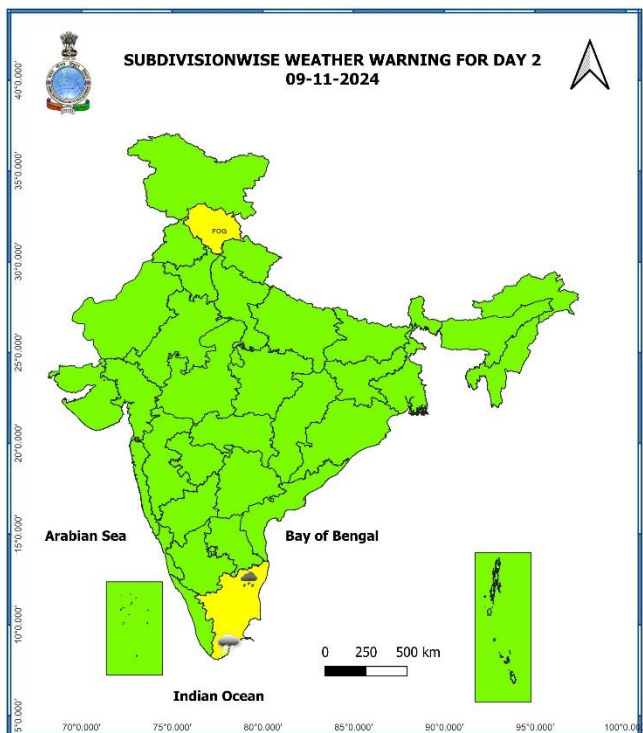 SUBDIVISIONWISE WEATHER WARNING FOR DAY 2
09-11-2024
40°0.000'
35°0.000'
FOG
30°0.000'
25°0.000'
20°0.000'
15°0.000'
Arabian Sea
Bay of Bengal
10°0.000'
0 250 500 km
Indian Ocean
5°0.000'
70°0.000' 75°0.000' 80°0.000' 85°0.000' 90°0.000' 95°0.000' 100°0.000'